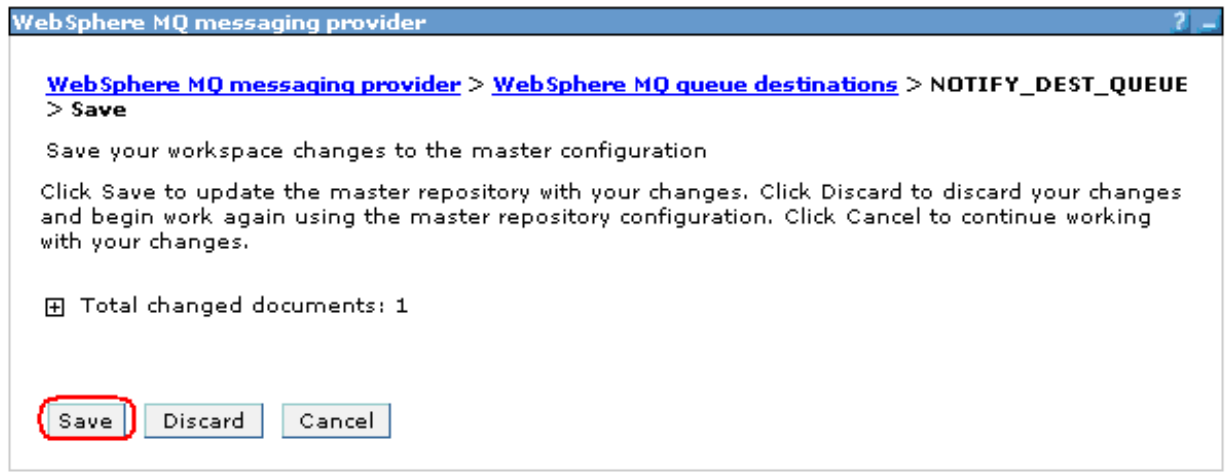 WebSphere MQ messaging provider ? _
WebSphere MQ messaging provider > WebSphere MQ queue destinations > NOTIFY_DEST_QUEUE
> Save
Save your workspace changes to the master configuration
Click Save to update the master repository with your changes. Click Discard to discard your changes
and begin work again using the master repository configuration. Click Cancel to continue working
with your changes.
Total changed documents: 1
Save Discard Cancel